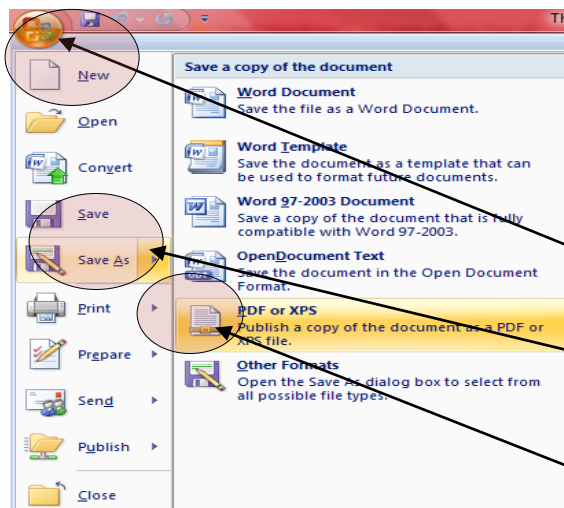 TH
New
Open
Convert
Save
Save As
Print
Prepare
Send
Publish
Close
Save a copy of the document
Word Document
Save the file as a Word Document.
Word Template
Save the document as a template that can
be used to format future documents.
Word 97-2003 Document
Save a copy of the document that is fully
compatible with Word 97-2003.
OpenDocument Text
Save the document in the Open Document
Format.
PDF or XPS
Publish a copy of the document as a PDF or
XPS file.
Other Formats
Open the Save As dialog box to select from
all possible file types.